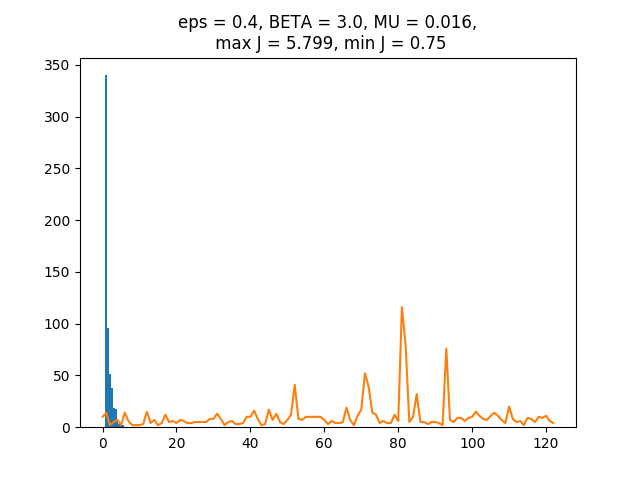 eps = 0.4, BETA = 3.0, MU = 0.016,
max J = 5.799, min J = 0.75
350
300
250
200
150
100
50
0
0 20 40 60 80 100 120